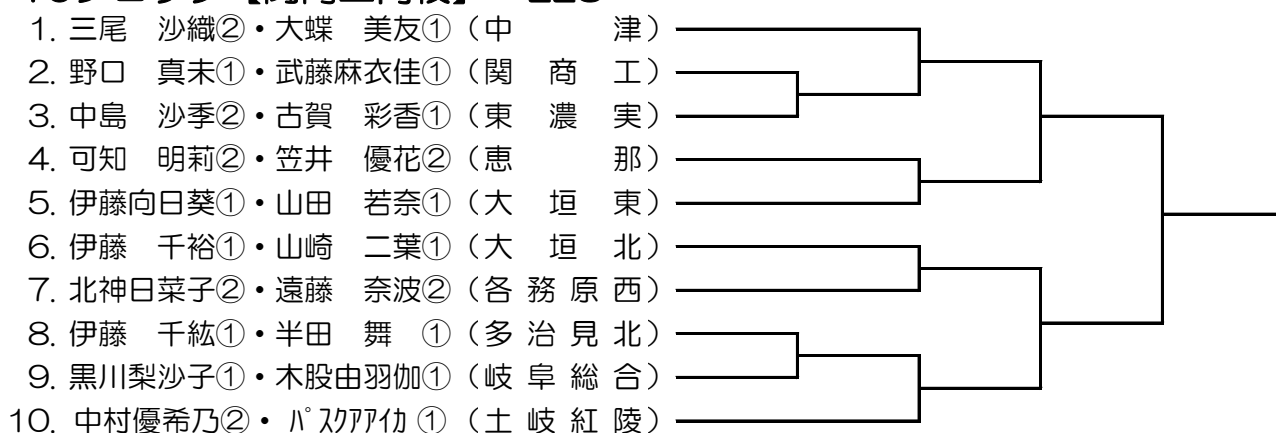 1. 三尾　沙織②・大蝶　美友①（中　　　津）
2. 野口　真未①・武藤麻衣佳①（関　商　工）
3. 中島　沙季②・古賀　彩香①（東　濃　実）
4. 可知　明莉②・笠井　優花②（恵　　　那）
5. 伊藤向日葵①・山田　若奈①（大　垣　東）
6. 伊藤　千裕①・山崎　二葉①（大　垣　北）
7. 北神日菜子②・遠藤　奈波②（各 務 原 西）
8. 伊藤　千紘①・半田　舞　①（多 治 見 北）
9. 黒川梨沙子①・木股由羽伽①（岐 阜 総 合）
10. 中村優希乃②・ﾊﾟｽｸｱｱｲｶ ①（土 岐 紅 陵）